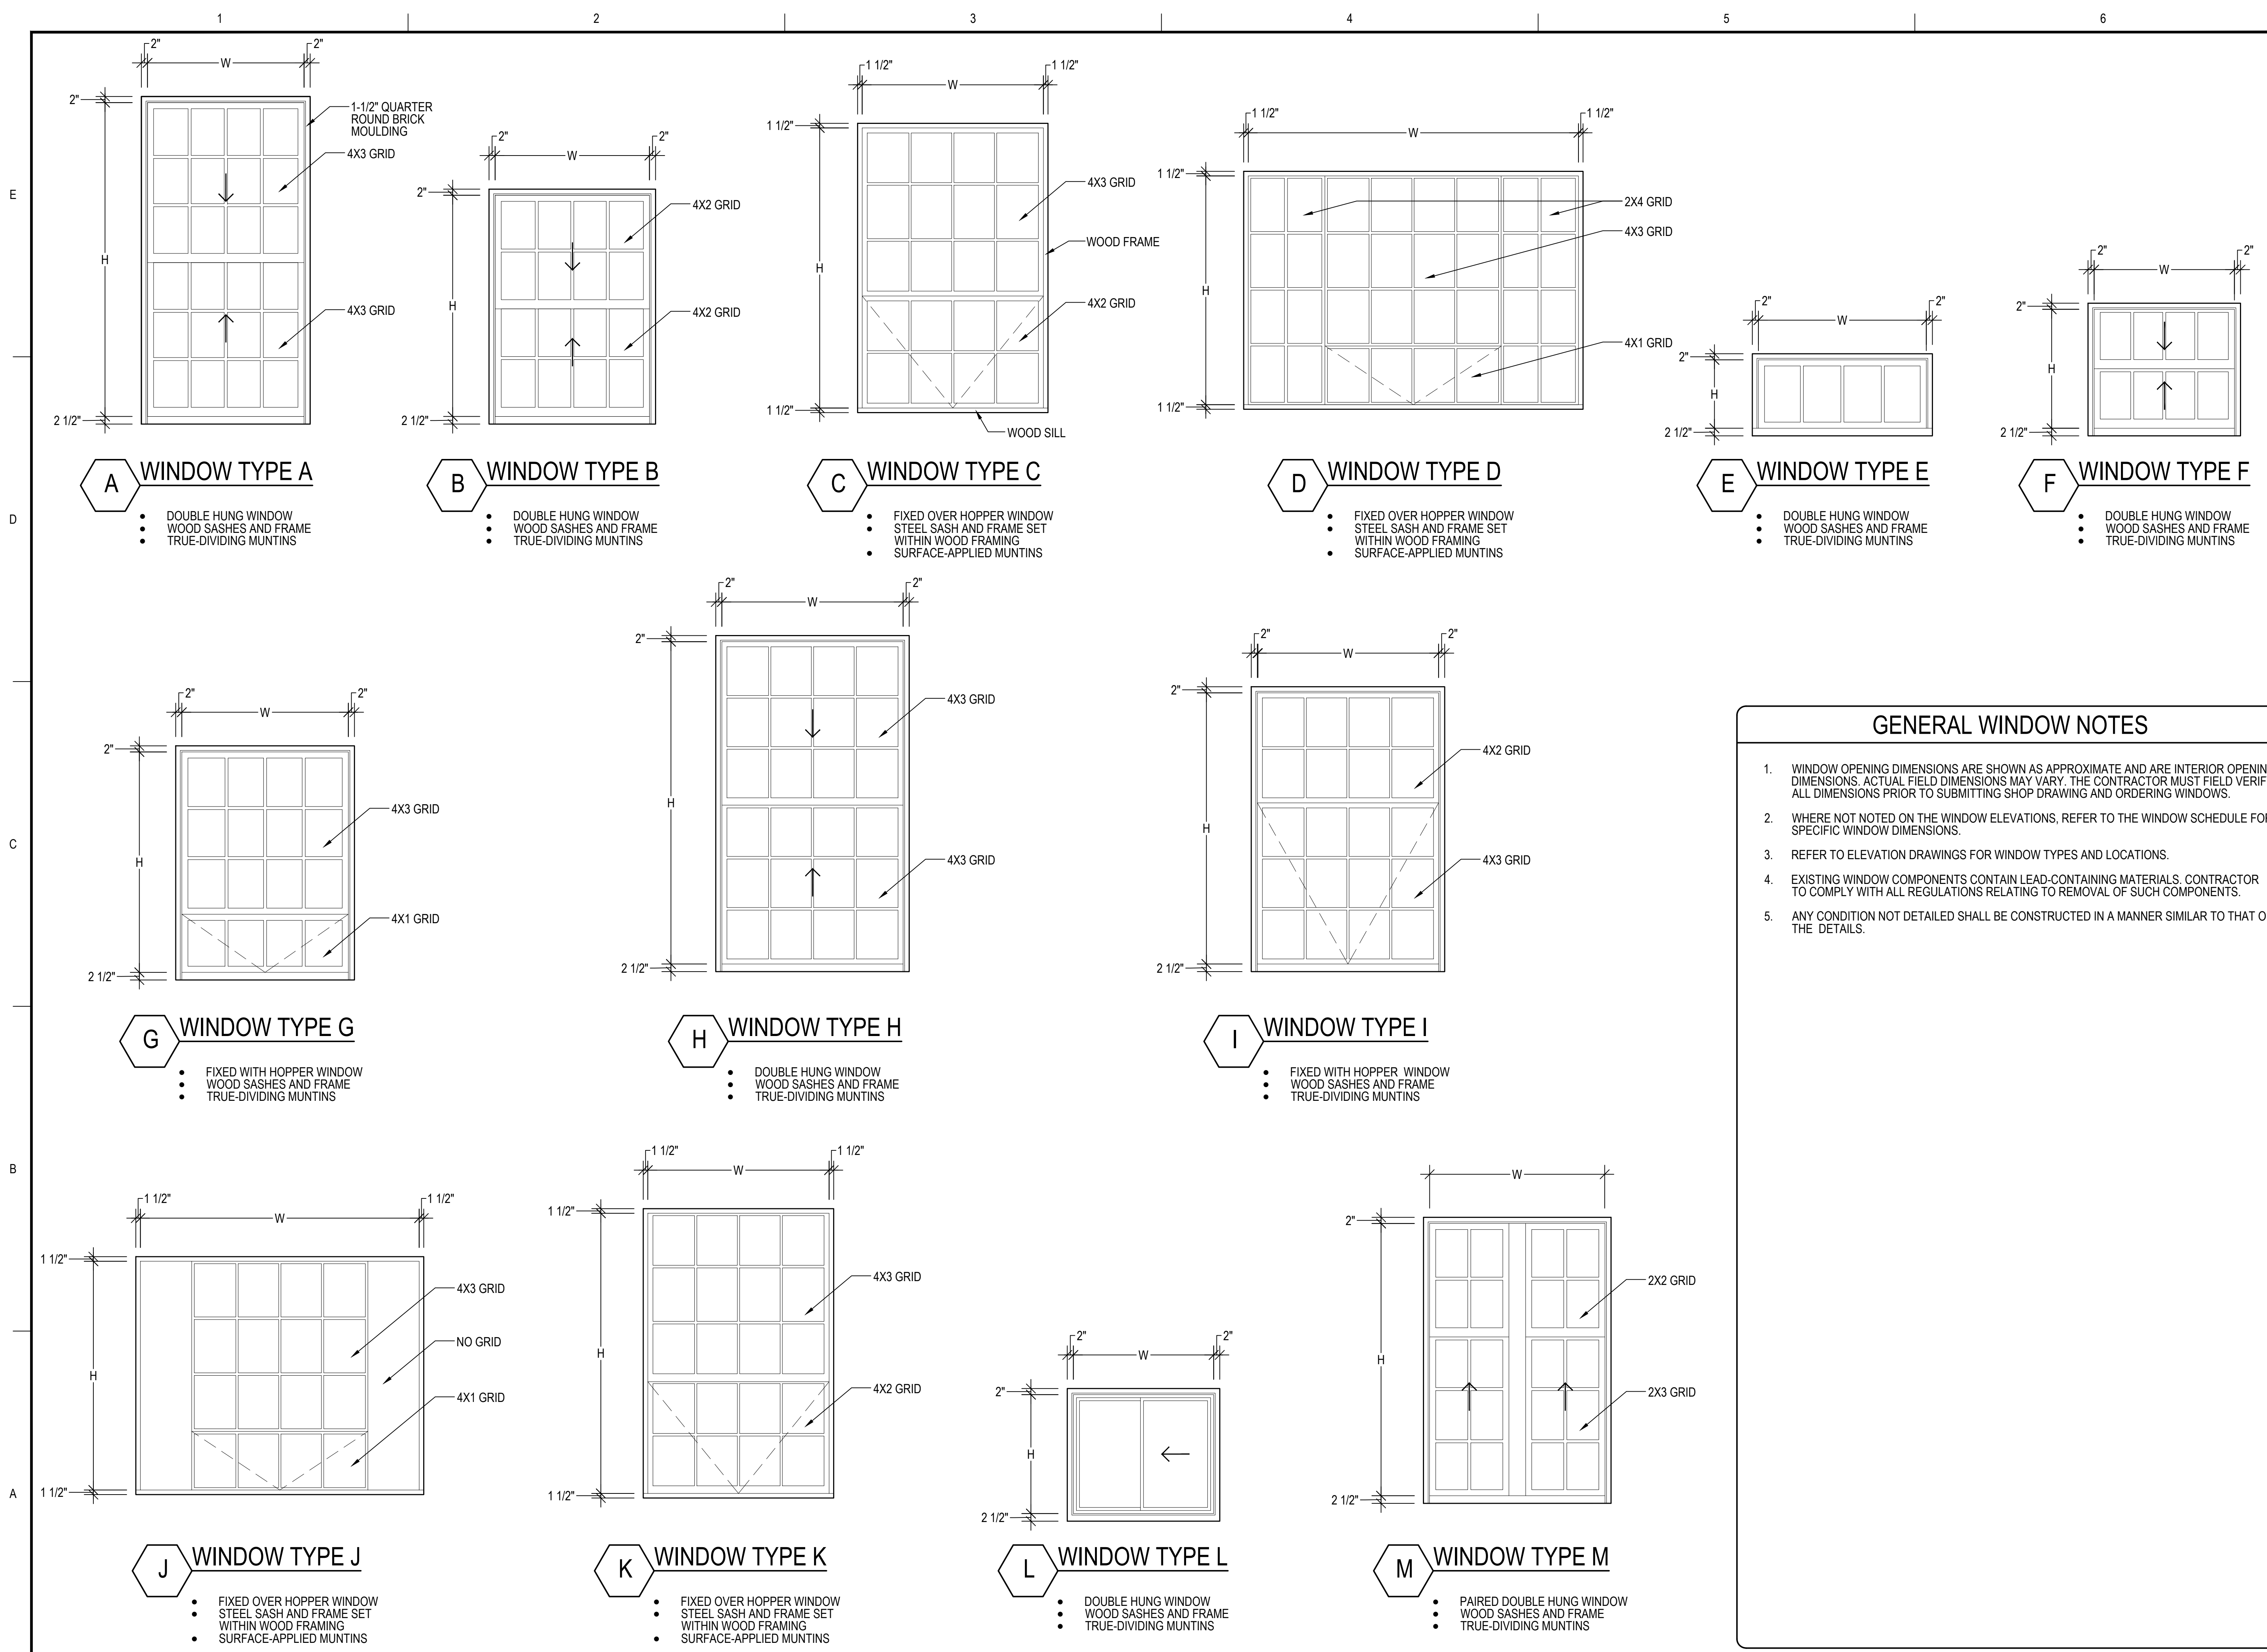 1 2 3 4 5 6
E
D
C
B
A
2" W 2"
2"
H
2 1/2"
1-1/2" QUARTER
ROUND BRICK
MOULDING
4X3 GRID
4X3 GRID
A WINDOW TYPE A
• DOUBLE HUNG WINDOW
• WOOD SASHES AND FRAME
• TRUE-DIVIDING MUNTINS
2" W 2"
2"
H
2 1/2"
4X2 GRID
4X2 GRID
B WINDOW TYPE B
• DOUBLE HUNG WINDOW
• WOOD SASHES AND FRAME
• TRUE-DIVIDING MUNTINS
1 1/2" W 1 1/2"
1 1/2"
H
1 1/2"
4X3 GRID
WOOD FRAME
4X2 GRID
WOOD SILL
C WINDOW TYPE C
• FIXED OVER HOPPER WINDOW
• STEEL SASH AND FRAME SET
WITHIN WOOD FRAMING
• SURFACE-APPLIED MUNTINS
1 1/2" W 1 1/2"
1 1/2"
H
1 1/2"
2X4 GRID
4X3 GRID
4X1 GRID
D WINDOW TYPE D
• FIXED OVER HOPPER WINDOW
• STEEL SASH AND FRAME SET
WITHIN WOOD FRAMING
• SURFACE-APPLIED MUNTINS
2" W 2"
2"
H
2 1/2"
E WINDOW TYPE E
• DOUBLE HUNG WINDOW
• WOOD SASHES AND FRAME
• TRUE-DIVIDING MUNTINS
2" W 2"
2"
H
2 1/2"
F WINDOW TYPE F
• DOUBLE HUNG WINDOW
• WOOD SASHES AND FRAME
• TRUE-DIVIDING MUNTINS
2" W 2"
2"
H
2 1/2"
4X3 GRID
4X1 GRID
G WINDOW TYPE G
• FIXED WITH HOPPER WINDOW
• WOOD SASHES AND FRAME
• TRUE-DIVIDING MUNTINS
2" W 2"
2"
H
2 1/2"
4X3 GRID
4X3 GRID
H WINDOW TYPE H
• DOUBLE HUNG WINDOW
• WOOD SASHES AND FRAME
• TRUE-DIVIDING MUNTINS
2" W 2"
2"
H
2 1/2"
4X2 GRID
4X3 GRID
I WINDOW TYPE I
• FIXED WITH HOPPER WINDOW
• WOOD SASHES AND FRAME
• TRUE-DIVIDING MUNTINS
GENERAL WINDOW NOTES
1. WINDOW OPENING DIMENSIONS ARE SHOWN AS APPROXIMATE AND ARE INTERIOR OPENIN
DIMENSIONS. ACTUAL FIELD DIMENSIONS MAY VARY. THE CONTRACTOR MUST FIELD VERIF
ALL DIMENSIONS PRIOR TO SUBMITTING SHOP DRAWING AND ORDERING WINDOWS.
2. WHERE NOT NOTED ON THE WINDOW ELEVATIONS, REFER TO THE WINDOW SCHEDULE FO
SPECIFIC WINDOW DIMENSIONS.
3. REFER TO ELEVATION DRAWINGS FOR WINDOW TYPES AND LOCATIONS.
4. EXISTING WINDOW COMPONENTS CONTAIN LEAD-CONTAINING MATERIALS. CONTRACTOR
TO COMPLY WITH ALL REGULATIONS RELATING TO REMOVAL OF SUCH COMPONENTS.
5. ANY CONDITION NOT DETAILED SHALL BE CONSTRUCTED IN A MANNER SIMILAR TO THAT O
THE DETAILS.
1 1/2" W 1 1/2"
1 1/2"
H
1 1/2"
4X3 GRID
NO GRID
4X1 GRID
J WINDOW TYPE J
• FIXED OVER HOPPER WINDOW
• STEEL SASH AND FRAME SET
WITHIN WOOD FRAMING
• SURFACE-APPLIED MUNTINS
1 1/2" W 1 1/2"
1 1/2"
H
1 1/2"
4X3 GRID
4X2 GRID
K WINDOW TYPE K
• FIXED OVER HOPPER WINDOW
• STEEL SASH AND FRAME SET
WITHIN WOOD FRAMING
• SURFACE-APPLIED MUNTINS
2" W 2"
2"
H
2 1/2"
L WINDOW TYPE L
• DOUBLE HUNG WINDOW
• WOOD SASHES AND FRAME
• TRUE-DIVIDING MUNTINS
W
2"
H
2 1/2"
2X2 GRID
2X3 GRID
M WINDOW TYPE M
• PAIRED DOUBLE HUNG WINDOW
• WOOD SASHES AND FRAME
• TRUE-DIVIDING MUNTINS